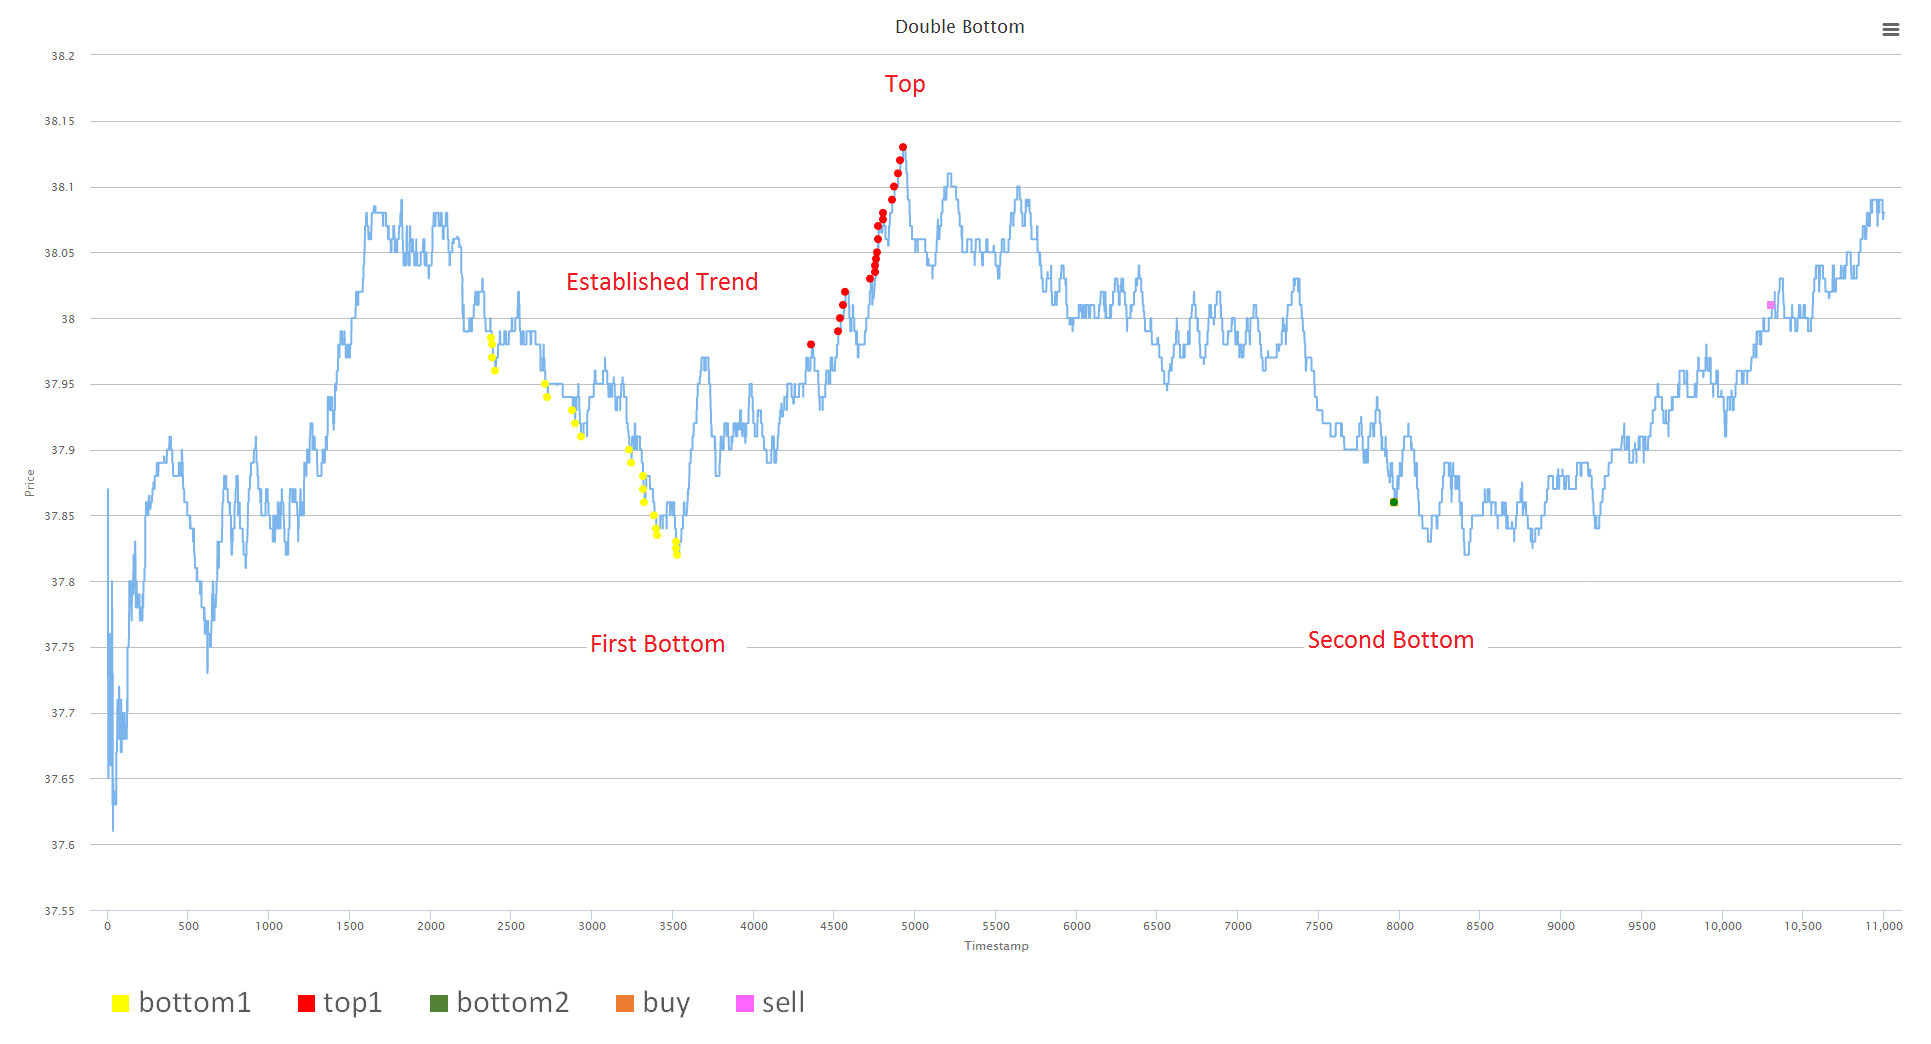 Double Bottom
38.2
Top
38.15
38.1
38.05
Established Trend
38
37.95
37.9
Price
37.85
37.8
37.75
First Bottom
Second Bottom
37.7
37.65
37.6
37.55
0 500 1000 1500 2000 2500 3000 3500 4000 4500 5000 5500 6000 6500 7000 7500 8000 8500 9000 9500 10,000 10,500 11,000
Timestamp
bottom1 top1 bottom2 buy sell